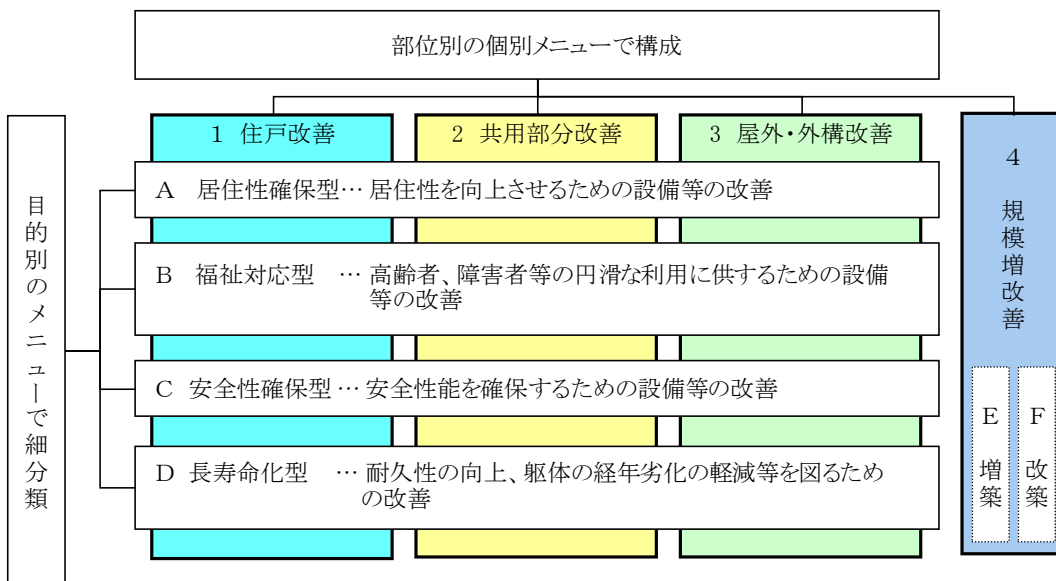 部位別の個別メニューで構成
目的別のメニューで細分類
1 住戸改善
2 共用部分改善
3 屋外・外構改善
4 規模増改善
A 居住性確保型… 居住性を向上させるための設備等の改善
B 福祉対応型 … 高齢者、障害者等の円滑な利用に供するための設備
等の改善
C 安全性確保型 … 安全性能を確保するための設備等の改善
D 長寿命化型 … 耐久性の向上、躯体の経年劣化の軽減等を図るため
の改善
E 増築
F 改築